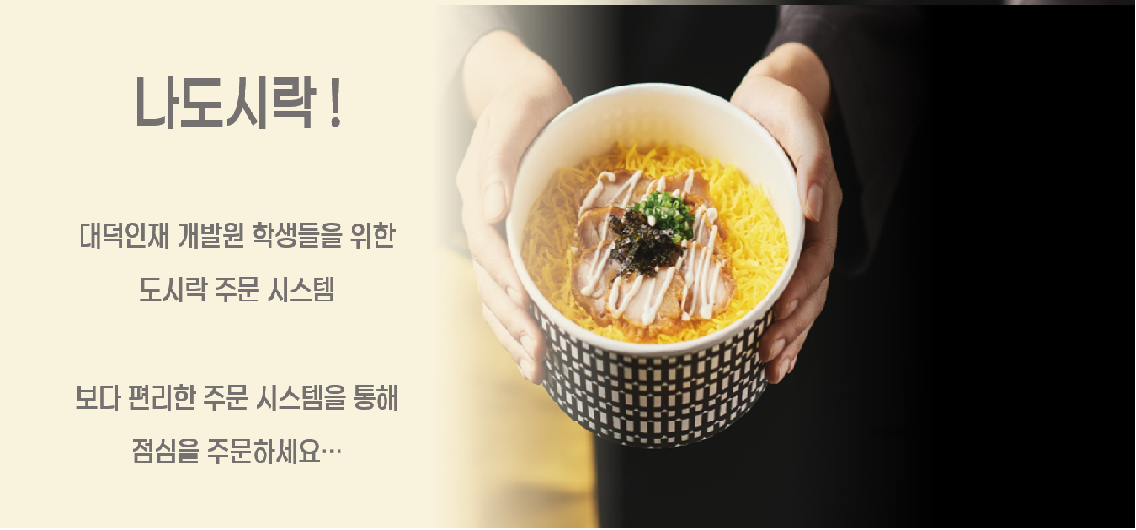 나도시락 !
대덕인재 개발원 학생들을 위한
도시락 주문 시스템
보다 편리한 주문 시스템을 통해
점심을 주문하세요…